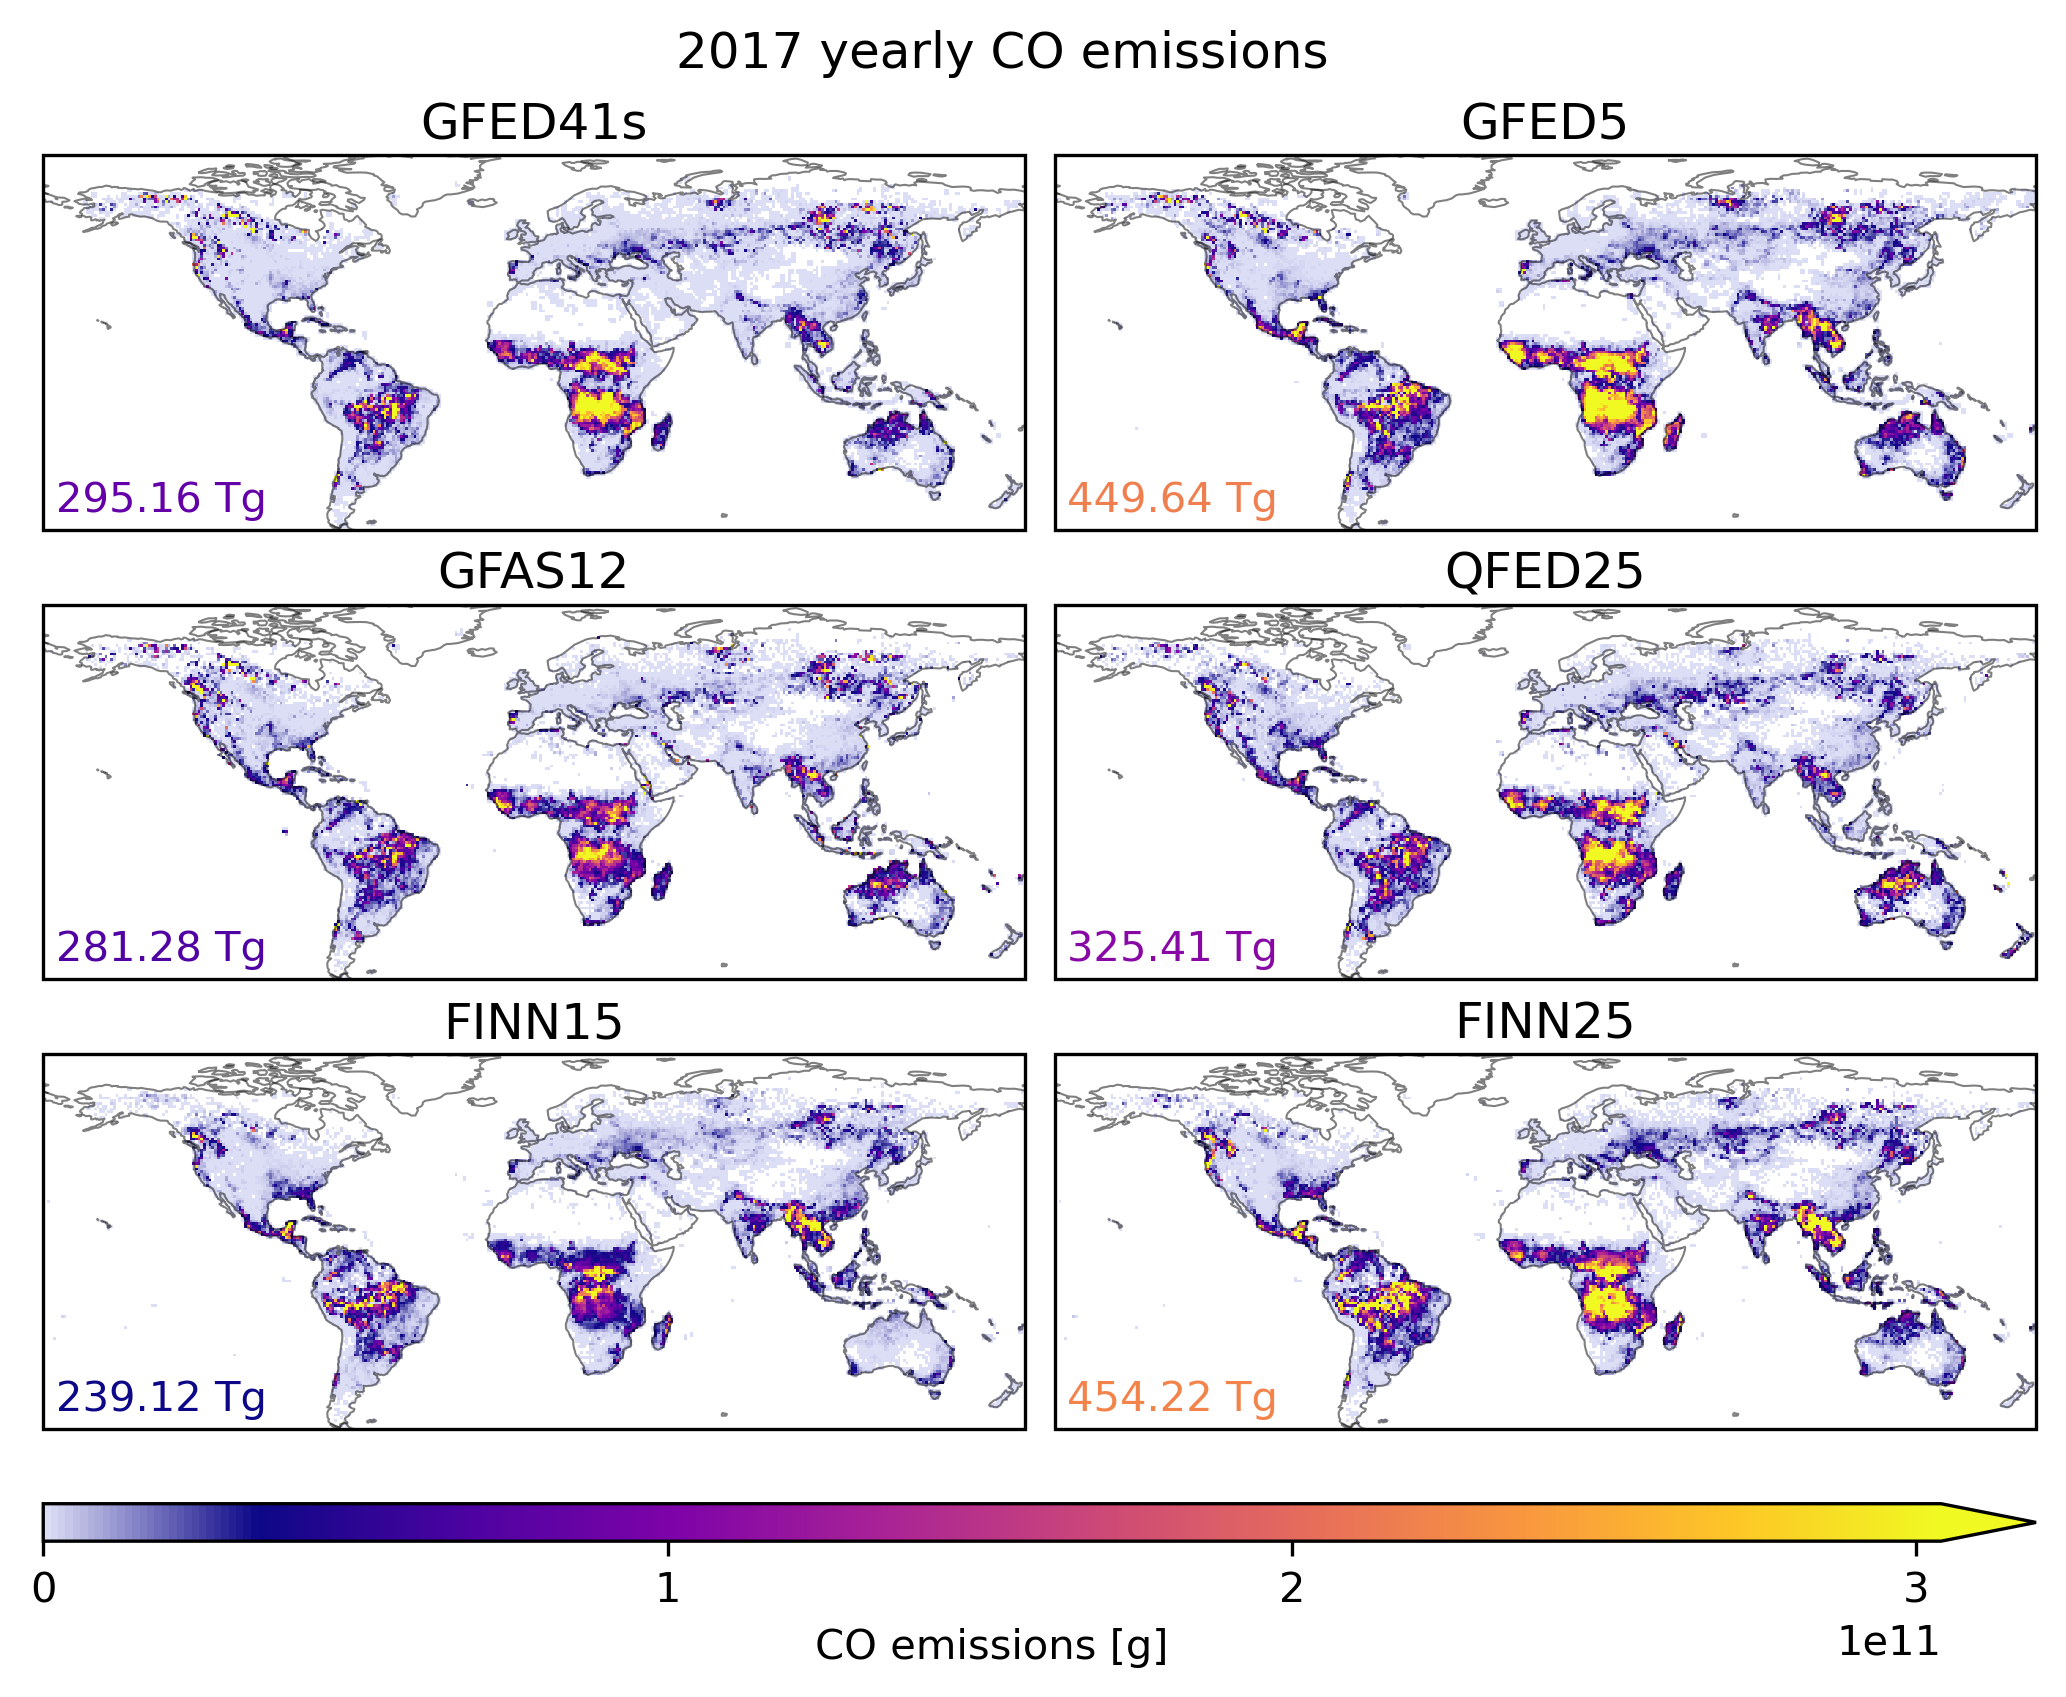 2017 yearly CO emissions
GFED41s
GFED5
295.16 Tg
449.64 Tg
GFAS12
QFED25
281.28 Tg
325.41 Tg
FINN15
FINN25
239.12 Tg
454.22 Tg
0 1 2 3
CO emissions [g]
1e11